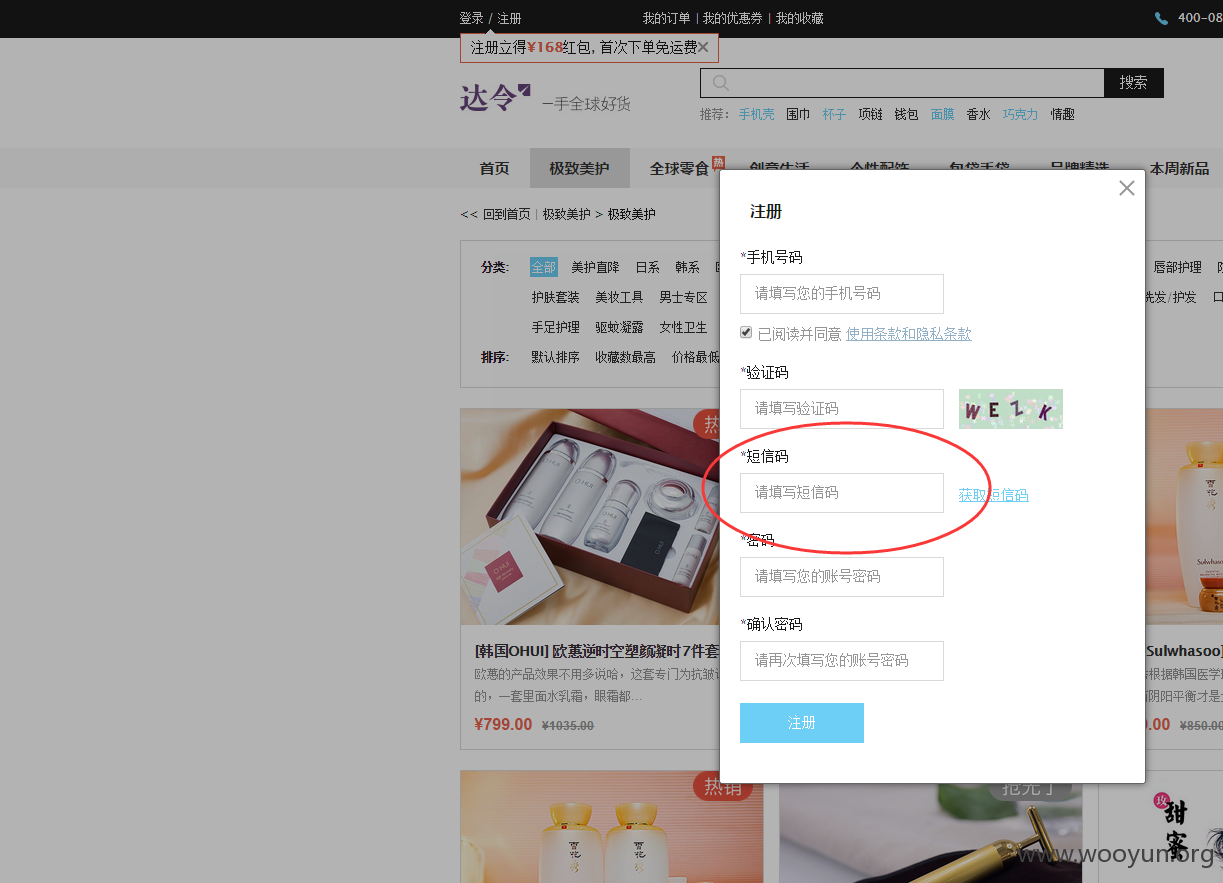 登录 / 注册
我的订单 | 我的优惠券 | 我的收藏
400-08
注册立得¥168红包, 首次下单免运费
达令 一手全球好货
搜索
推荐: 手机壳 围巾 杯子 项链 钱包 面膜 香水 巧克力 情趣
首页 极致美护 全球零食 热 创意生活 个性配饰 包袋手袋 品牌精选 本周新品
<< 回到首页 | 极致美护 > 极致美护
分类: 全部 美护直降 日系 韩系
唇部护理
护肤套装 美妆工具 男士专区
洗发/护发
手足护理 驱蚊凝露 女性卫生
排序: 默认排序 收藏数最高 价格最低
注册
*手机号码
请填写您的手机号码
已阅读并同意 使用条款和隐私条款
*验证码
请填写验证码
WEZK
*短信码
请填写短信码
获取短信码
*密码
请填写您的账号密码
*确认密码
请再次填写您的账号密码
注册
热
OHUI
Sulwhasoo
[韩国OHUI] 欧蕙逆时空塑颜凝时7件套
欧蕙的产品效果不用多说哈，这套专门为抗皱
的，一套里面水乳霜，眼霜都...
¥799.00 ¥1035.00
Sulwhasoo]
根据韩国医学
阴阳平衡才是
.00 ¥850.00
热销
抢光了
玫
甜蜜
www.wooyun.org